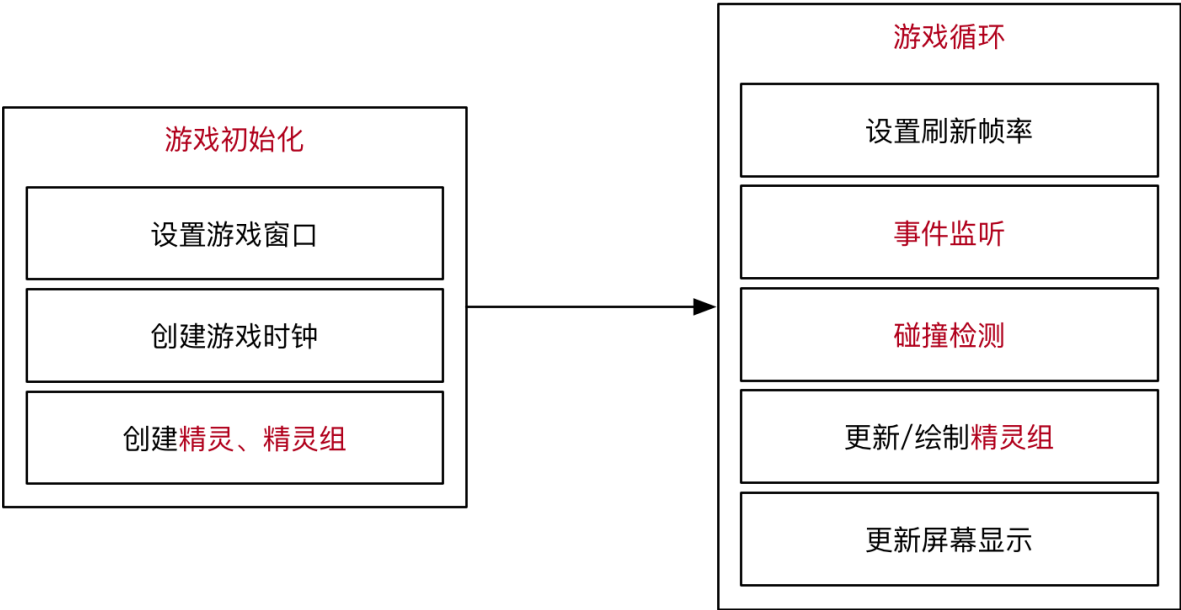 游戏初始化
设置游戏窗口
创建游戏时钟
创建精灵、精灵组
游戏循环
设置刷新帧率
事件监听
碰撞检测
更新/绘制精灵组
更新屏幕显示